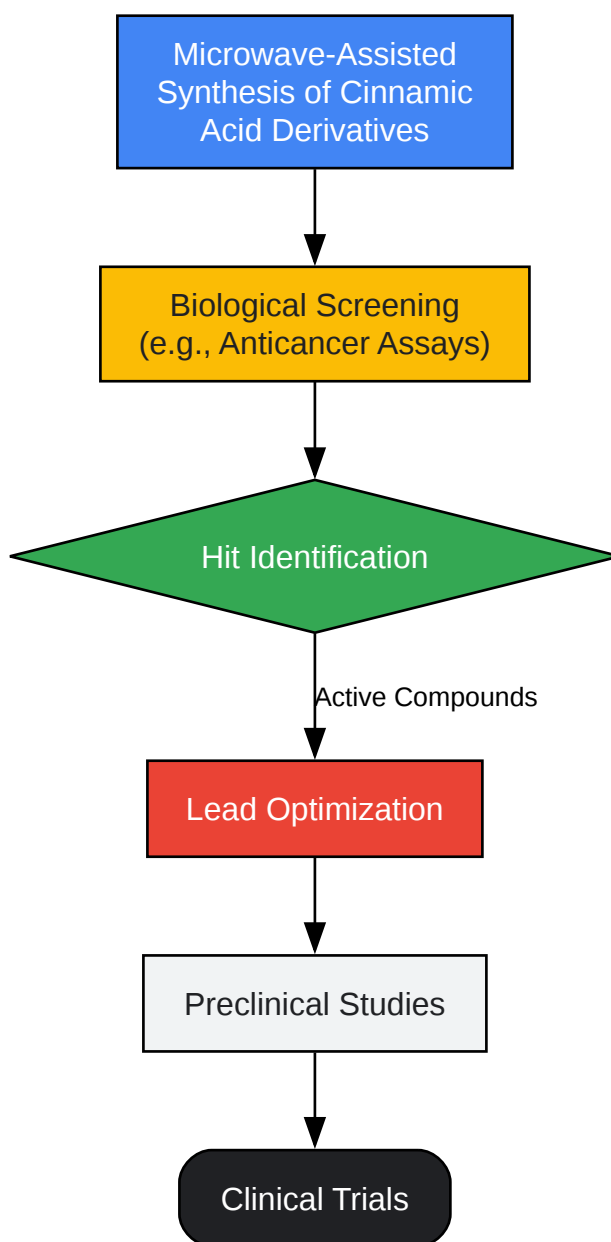 Microwave-Assisted
Synthesis of Cinnamic
Acid Derivatives
Biological Screening
(e.g., Anticancer Assays)
Hit Identification
Active Compounds
Lead Optimization
Preclinical Studies
Clinical Trials